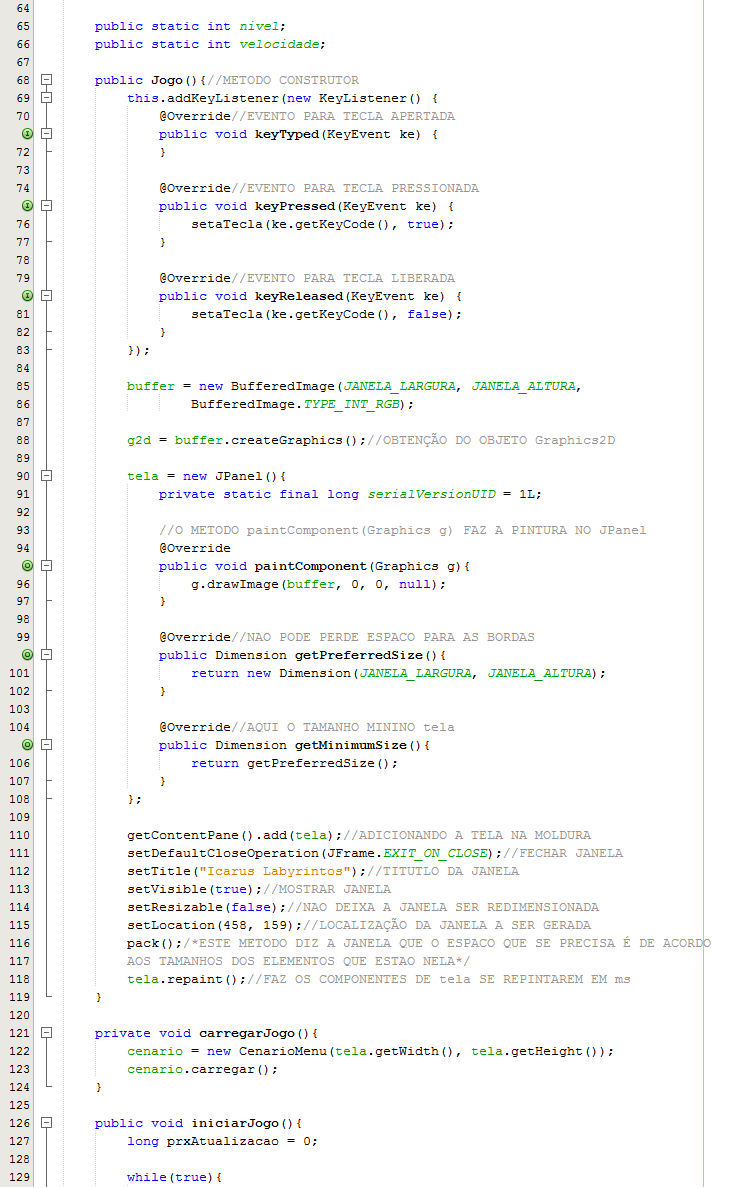 64
65 public static int nivel;
66 public static int velocidade;
67
68 public Jogo(){//METODO CONSTRUTOR
69 this.addKeyListener(new KeyListener() {
70 @Override//EVENTO PARA TECLA APERTADA
public void keyTyped(KeyEvent ke) {
72 }
73
74 @Override//EVENTO PARA TECLA PRESSIONADA
public void keyPressed(KeyEvent ke) {
76 setaTecla(ke.getKeyCode(), true);
77 }
78
79 @Override//EVENTO PARA TECLA LIBERADA
public void keyReleased(KeyEvent ke) {
81 setaTecla(ke.getKeyCode(), false);
82 }
83 });
84
85 buffer = new BufferedImage(JANELA_LARGURA, JANELA_ALTURA,
86 BufferedImage.TYPE_INT_RGB);
87
88 g2d = buffer.createGraphics();//OBTENÇÃO DO OBJETO Graphics2D
89
90 tela = new JPanel(){
91 private static final long serialVersionUID = 1L;
92
93 //O METODO paintComponent(Graphics g) FAZ A PINTURA NO JPanel
94 @Override
public void paintComponent(Graphics g){
96 g.drawImage(buffer, 0, 0, null);
97 }
98
99 @Override//NAO PODE PERDE ESPACO PARA AS BORDAS
public Dimension getPreferredSize(){
101 return new Dimension(JANELA_LARGURA, JANELA_ALTURA);
102 }
103
104 @Override//AQUI O TAMANHO MININO tela
public Dimension getMinimumSize(){
106 return getPreferredSize();
107 }
108 };
109
110 getContentPane().add(tela);//ADICIONANDO A TELA NA MOLDURA
111 setDefaultCloseOperation(JFrame.EXIT_ON_CLOSE);//FECHAR JANELA
112 setTitle("Icarus Labyrintos");//TITUTLO DA JANELA
113 setVisible(true);//MOSTRAR JANELA
114 setResizable(false);//NAO DEIXA A JANELA SER REDIMENSIONADA
115 setLocation(458, 159);//LOCALIZAÇÃO DA JANELA A SER GERADA
116 pack();/*ESTE METODO DIZ A JANELA QUE O ESPACO QUE SE PRECISA É DE ACORDO
117 AOS TAMANHOS DOS ELEMENTOS QUE ESTAO NELA*/
118 tela.repaint();//FAZ OS COMPONENTES DE tela SE REPINTAREM EM ms
119 }
120
121 private void carregarJogo(){
122 cenario = new CenarioMenu(tela.getWidth(), tela.getHeight());
123 cenario.carregar();
124 }
125
126 public void iniciarJogo(){
127 long prxAtualizacao = 0;
128
129 while(true){